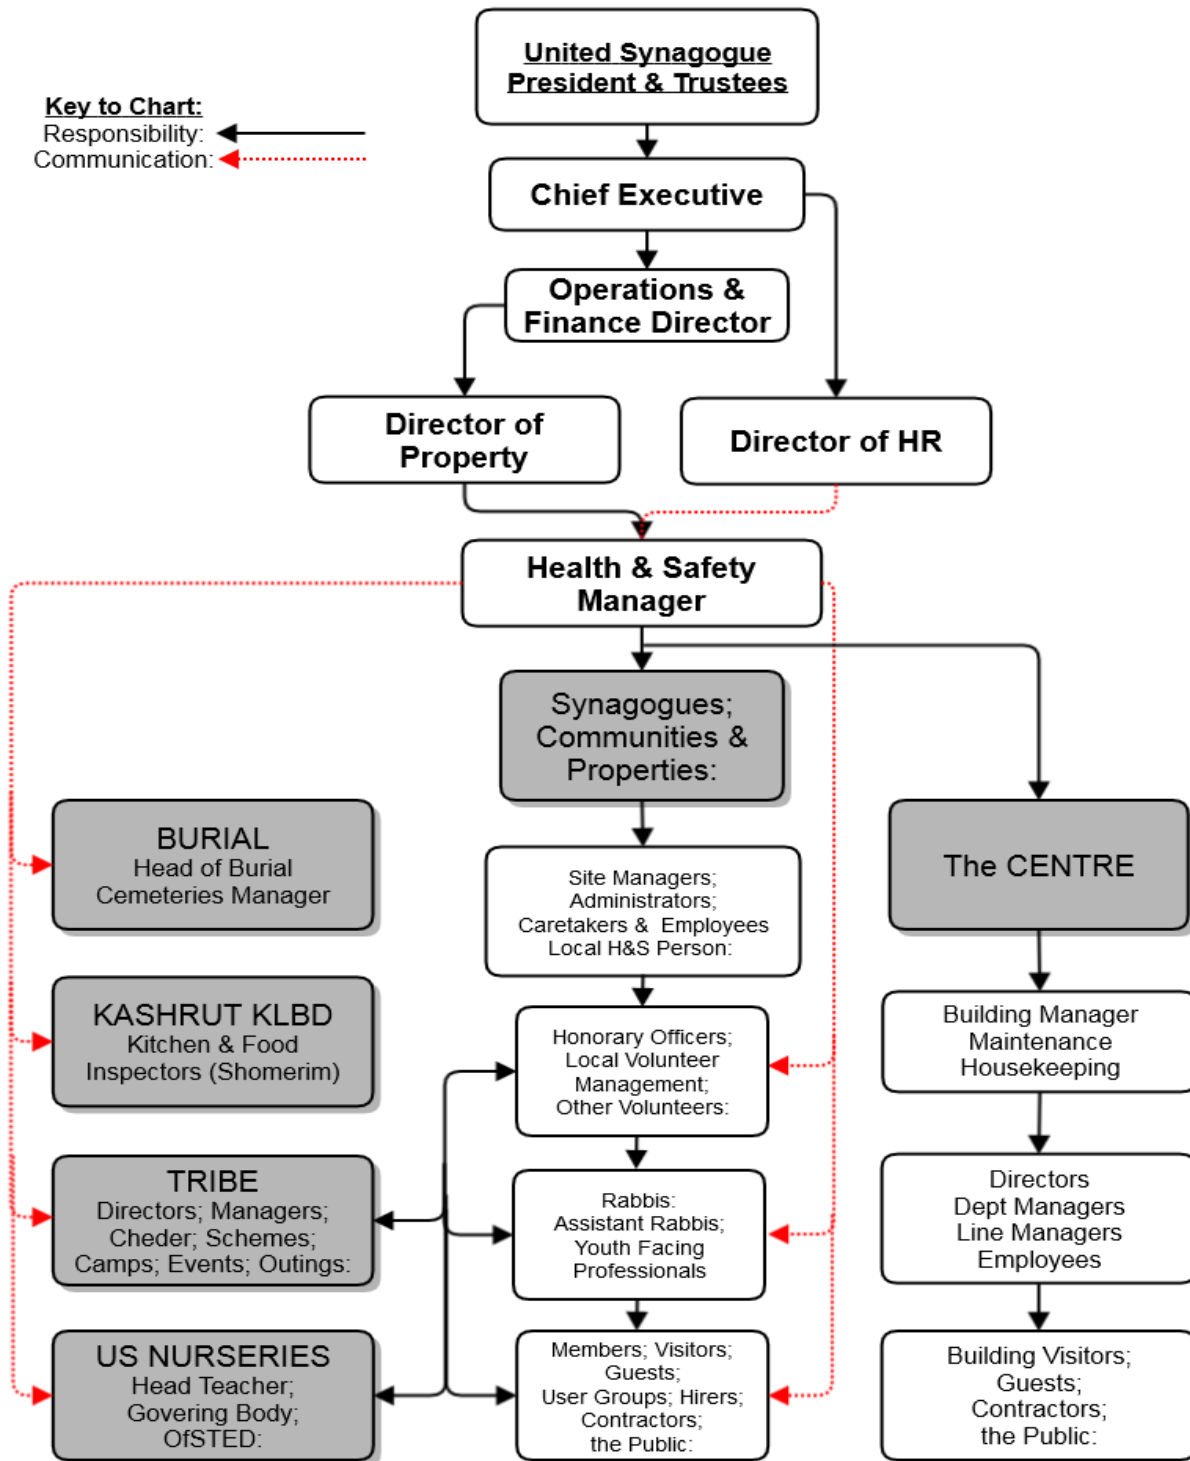 United Synagogue
President & Trustees
Key to Chart:
Responsibility:
Communication:
Chief Executive
Operations &
Finance Director
Director of
Property
Director of HR
Health & Safety
Manager
Synagogues;
Communities &
Properties:
BURIAL
Head of Burial
Cemeteries Manager
The CENTRE
Site Managers;
Administrators;
Caretakers & Employees
Local H&S Person:
KASHRUT KLBD
Kitchen & Food
Inspectors (Shomerim)
Honorary Officers;
Local Volunteer
Management;
Other Volunteers:
Building Manager
Maintenance
Housekeeping
TRIBE
Directors; Managers;
Cheder; Schemes;
Camps; Events; Outings:
Rabbis:
Assistant Rabbis;
Youth Facing
Professionals
Directors
Dept Managers
Line Managers
Employees
US NURSERIES
Head Teacher;
Govering Body;
OfSTED:
Members; Visitors;
Guests;
User Groups; Hirers;
Contractors;
the Public:
Building Visitors;
Guests;
Contractors;
the Public: